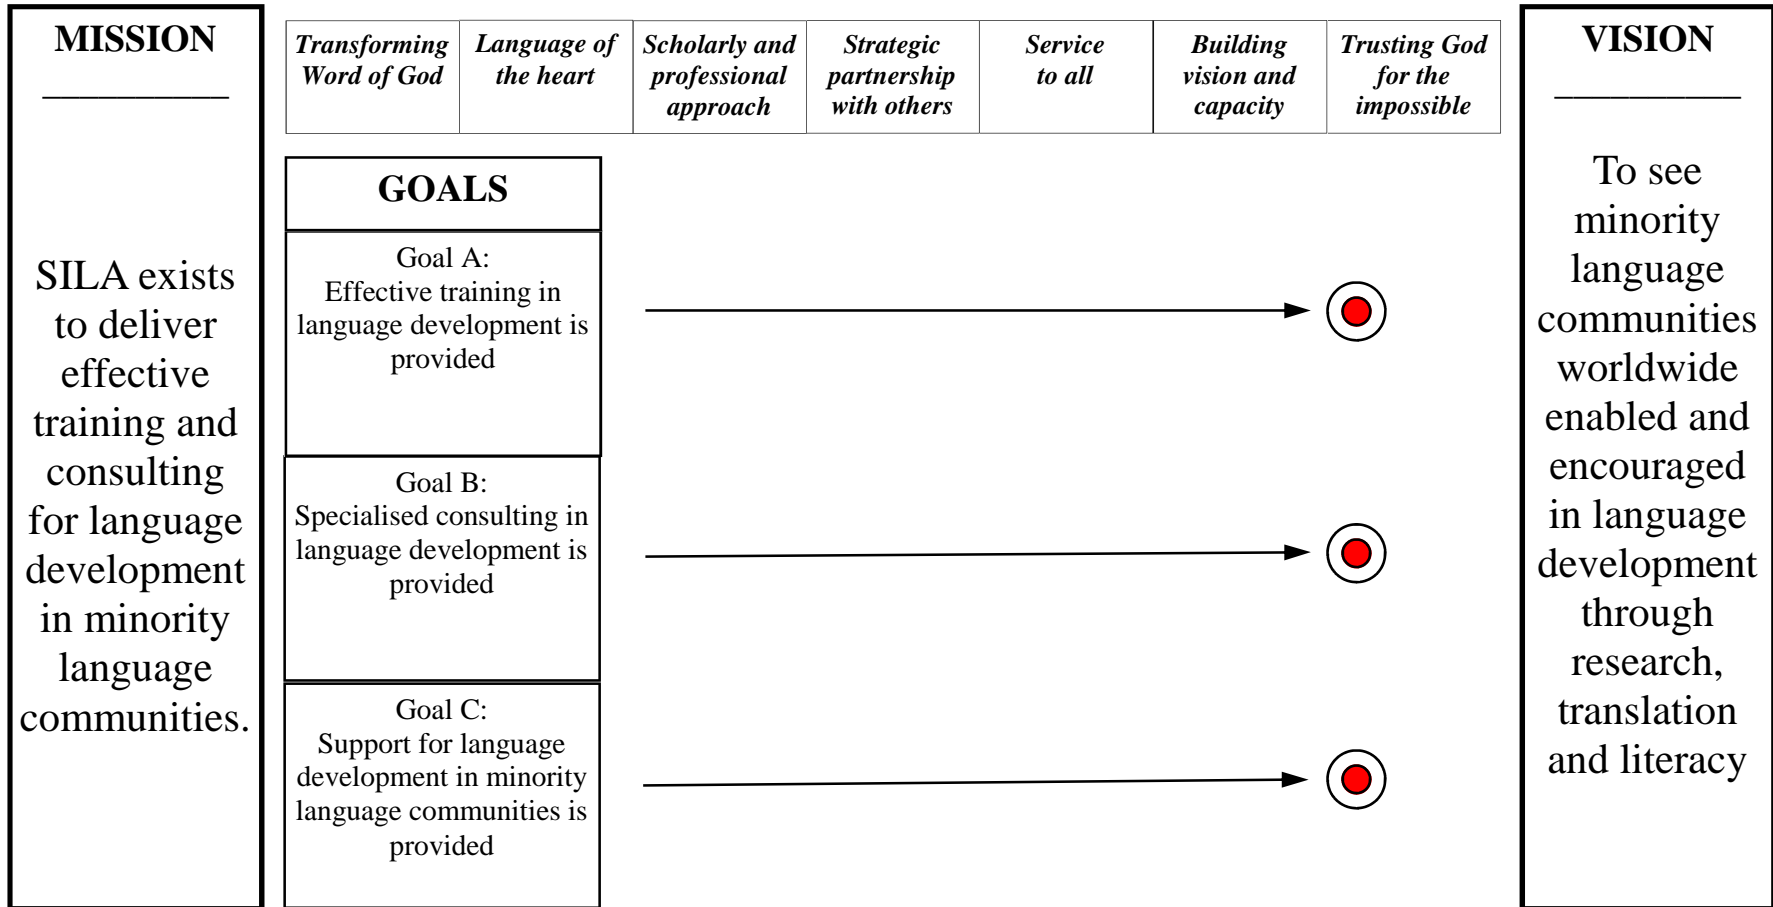 MISSION
__________
SILA exists
to deliver
effective
training and
consulting
for language
development
in minority
language
communities.
Transforming
Word of God
Language of
the heart
Scholarly and
professional
approach
Strategic
partnership
with others
Service
to all
Building
vision and
capacity
Trusting God
for the
impossible
GOALS
Goal A:
Effective training in
language development is
provided
Goal B:
Specialised consulting in
language development is
provided
Goal C:
Support for language
development in minority
language communities is
provided
VISION
__________
To see
minority
language
communities
worldwide
enabled and
encouraged
in language
development
through
research,
translation
and literacy